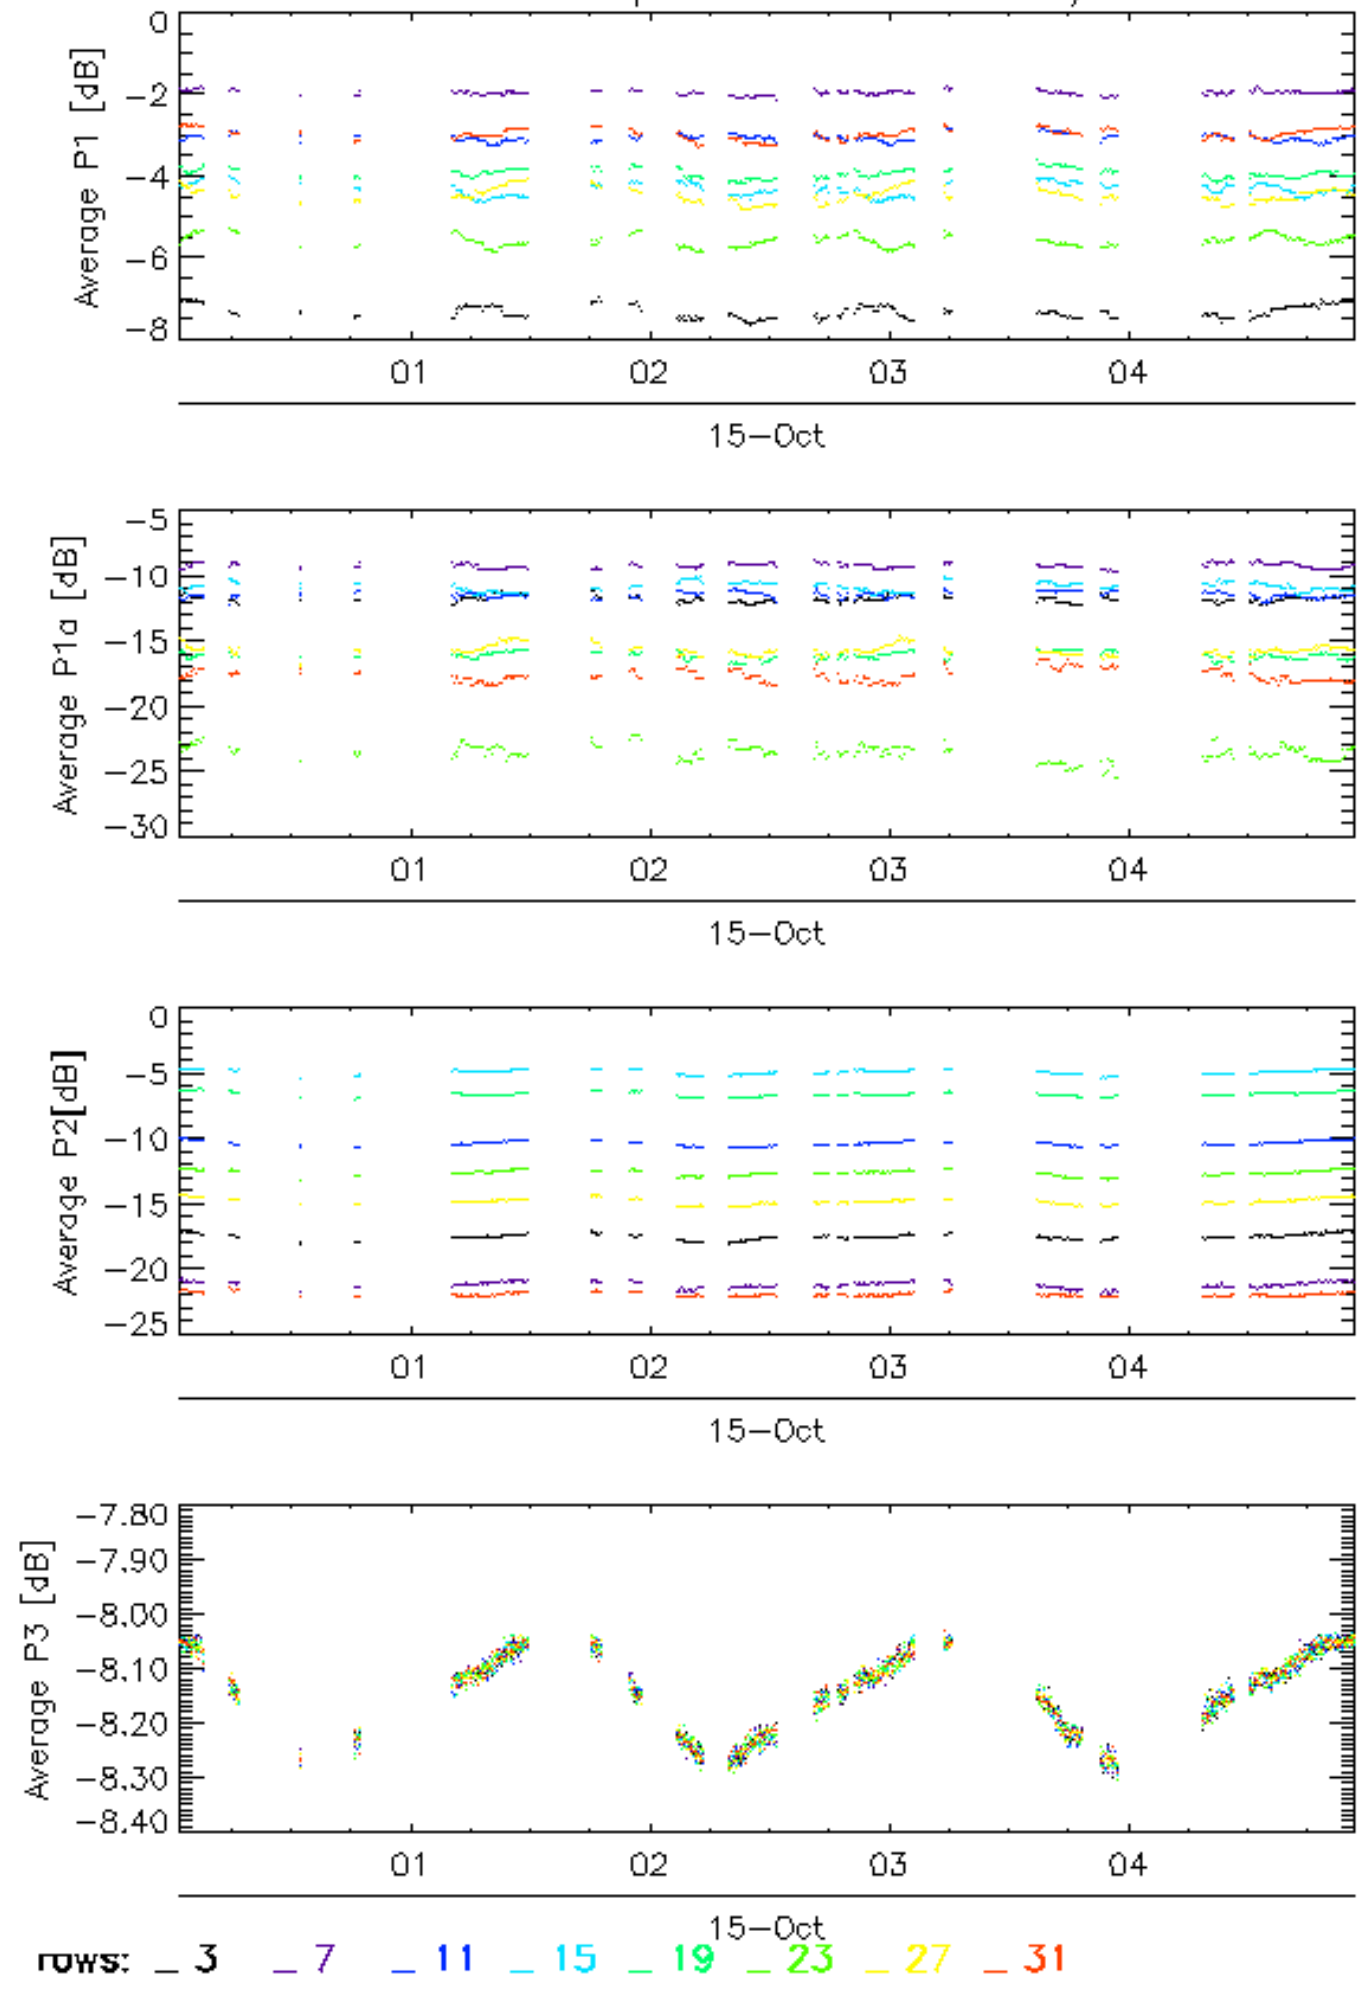 Average P1 [dB]
0
−2
−4
−6
−8
01 02 03 04
15−Oct
Average P1a [dB]
−5
−10
−15
−20
−25
−30
01 02 03 04
15−Oct
Average P2[dB]
0
−5
−10
−15
−20
−25
01 02 03 04
15−Oct
Average P3 [dB]
−7.80
−7.90
−8.00
−8.10
−8.20
−8.30
−8.40
01 02 03 04
15−Oct
rows: _ 3 _ 7 _ 11 _ 15 _ 19 _ 23 _ 27 _ 31